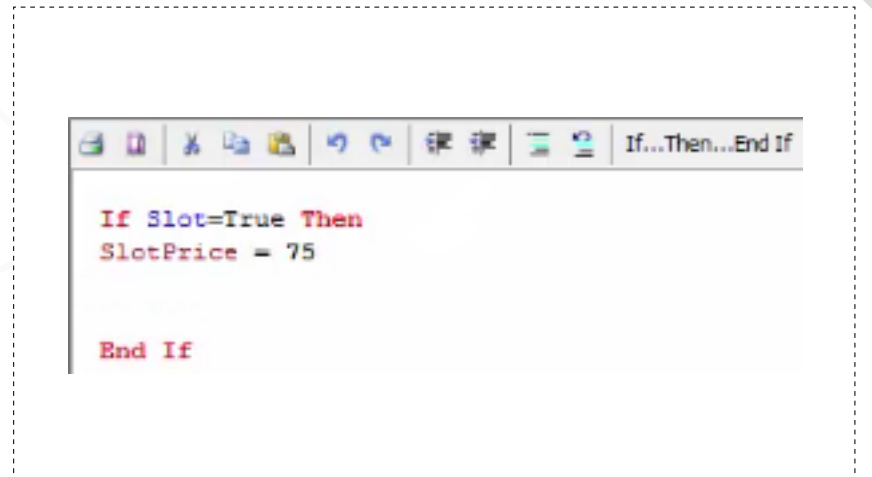 If...Then...End If
If Slot=True Then
SlotPrice = 75
End If